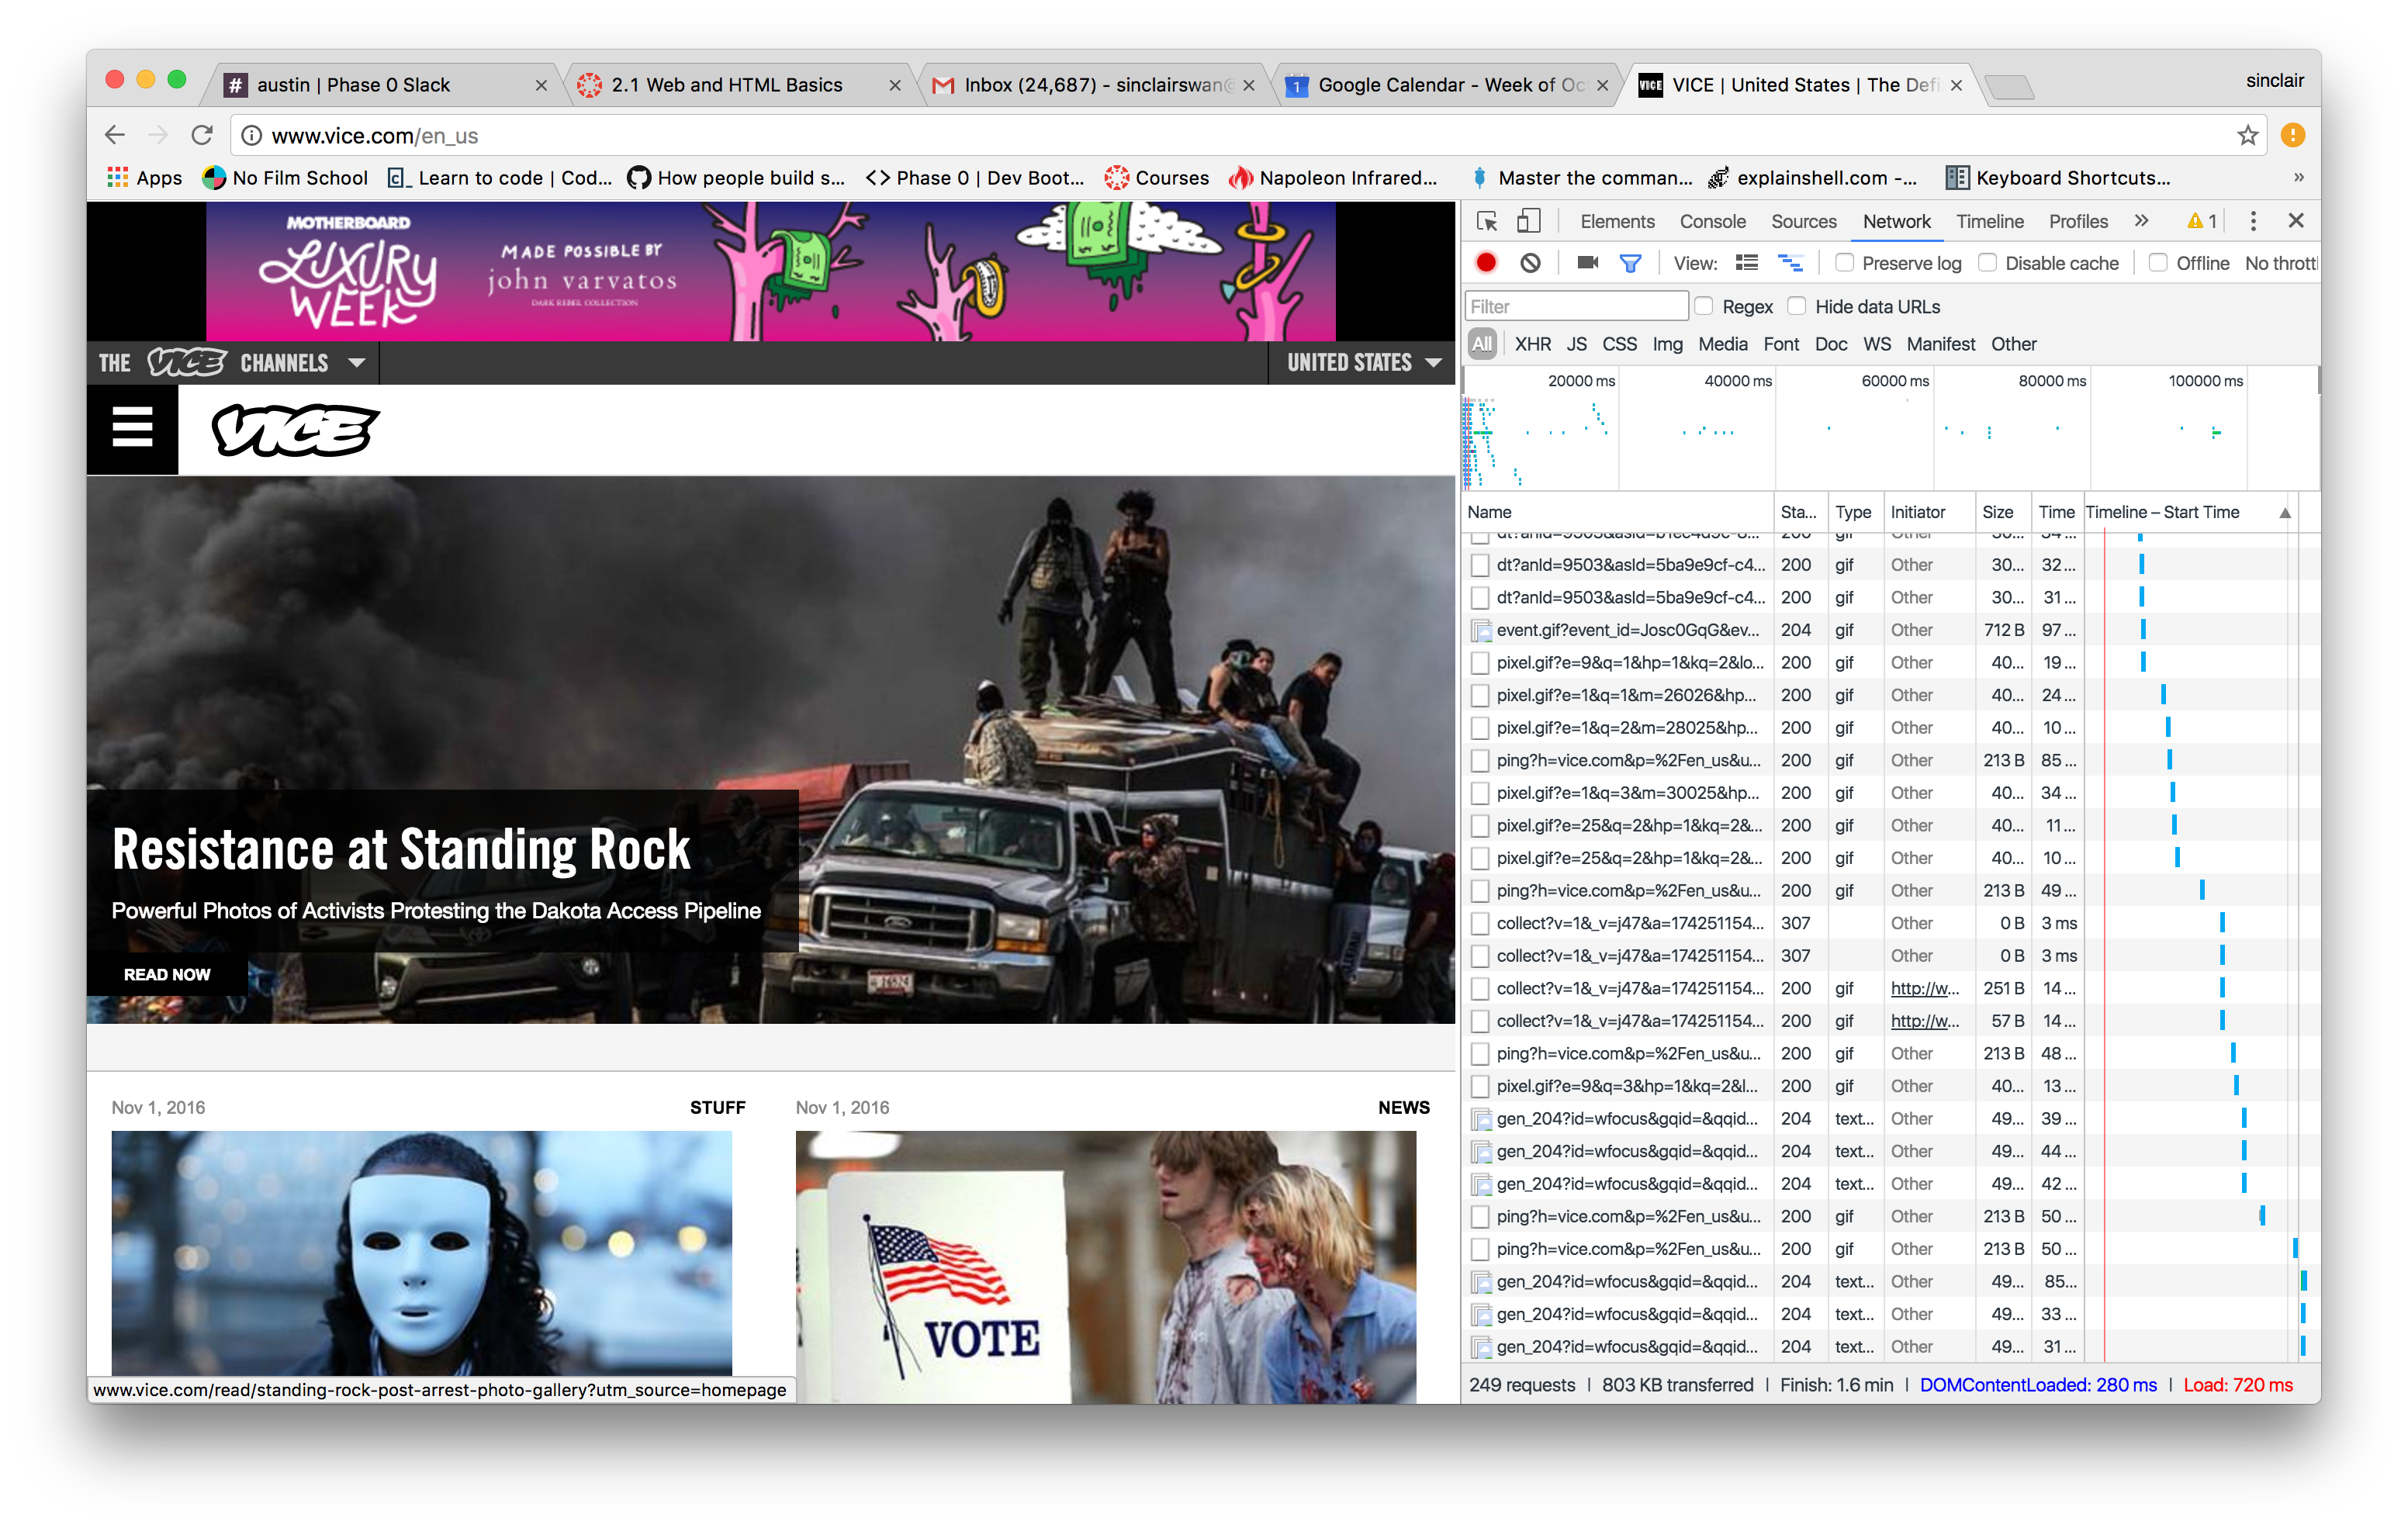 austin | Phase 0 Slack
2.1 Web and HTML Basics
Inbox (24,687) - sinclairswan@
Google Calendar - Week of Oc
VICE | United States | The Defi
sinclair
www.vice.com/en_us
Apps
No Film School
Learn to code | Cod...
How people build s...
<> Phase 0 | Dev Boot...
Courses
Napoleon Infrared...
Master the comman...
explainshell.com -...
Keyboard Shortcuts...
»
MOTHERBOARD
LUXURY
WEEK
MADE POSSIBLE BY
john varvatos
DARK REBEL COLLECTION
THE VICE CHANNELS
UNITED STATES
VICE
Resistance at Standing Rock
Powerful Photos of Activists Protesting the Dakota Access Pipeline
READ NOW
Nov 1, 2016
STUFF
Nov 1, 2016
NEWS
VOTE
www.vice.com/read/standing-rock-post-arrest-photo-gallery?utm_source=homepage
Elements Console Sources Network Timeline Profiles » 1
View: Preserve log Disable cache Offline No thrott
Filter Regex Hide data URLs
All XHR JS CSS Img Media Font Doc WS Manifest Other
20000 ms 40000 ms 60000 ms 80000 ms 100000 ms
Name Sta... Type Initiator Size Time Timeline – Start Time
dt?anId=9503&asId=5ba9e9cf-c4... 200 gif Other 30... 32...
dt?anId=9503&asId=5ba9e9cf-c4... 200 gif Other 30... 31...
event.gif?event_id=Josc0GqG&ev... 204 gif Other 712 B 97...
pixel.gif?e=9&q=1&hp=1&kq=2&lo... 200 gif Other 40... 19...
pixel.gif?e=1&q=1&m=26026&hp... 200 gif Other 40... 24...
pixel.gif?e=1&q=2&m=28025&hp... 200 gif Other 40... 10...
ping?h=vice.com&p=%2Fen_us&u... 200 gif Other 213 B 85...
pixel.gif?e=1&q=3&m=30025&hp... 200 gif Other 40... 34...
pixel.gif?e=25&q=2&hp=1&kq=2&... 200 gif Other 40... 11...
pixel.gif?e=25&q=2&hp=1&kq=2&... 200 gif Other 40... 10...
ping?h=vice.com&p=%2Fen_us&u... 200 gif Other 213 B 49...
collect?v=1&_v=j47&a=174251154... 307 Other 0 B 3 ms
collect?v=1&_v=j47&a=174251154... 307 Other 0 B 3 ms
collect?v=1&_v=j47&a=174251154... 200 gif http://w... 251 B 14...
collect?v=1&_v=j47&a=174251154... 200 gif http://w... 57 B 14...
ping?h=vice.com&p=%2Fen_us&u... 200 gif Other 213 B 48...
pixel.gif?e=9&q=3&hp=1&kq=2&l... 200 gif Other 40... 13...
gen_204?id=wfocus&gqid=&qqid... 204 text... Other 49... 39...
gen_204?id=wfocus&gqid=&qqid... 204 text... Other 49... 44...
gen_204?id=wfocus&gqid=&qqid... 204 text... Other 49... 42...
ping?h=vice.com&p=%2Fen_us&u... 200 gif Other 213 B 50...
ping?h=vice.com&p=%2Fen_us&u... 200 gif Other 213 B 50...
gen_204?id=wfocus&gqid=&qqid... 204 text... Other 49... 85...
gen_204?id=wfocus&gqid=&qqid... 204 text... Other 49... 33...
gen_204?id=wfocus&gqid=&qqid... 204 text... Other 49... 31...
249 requests | 803 KB transferred | Finish: 1.6 min | DOMContentLoaded: 280 ms | Load: 720 ms